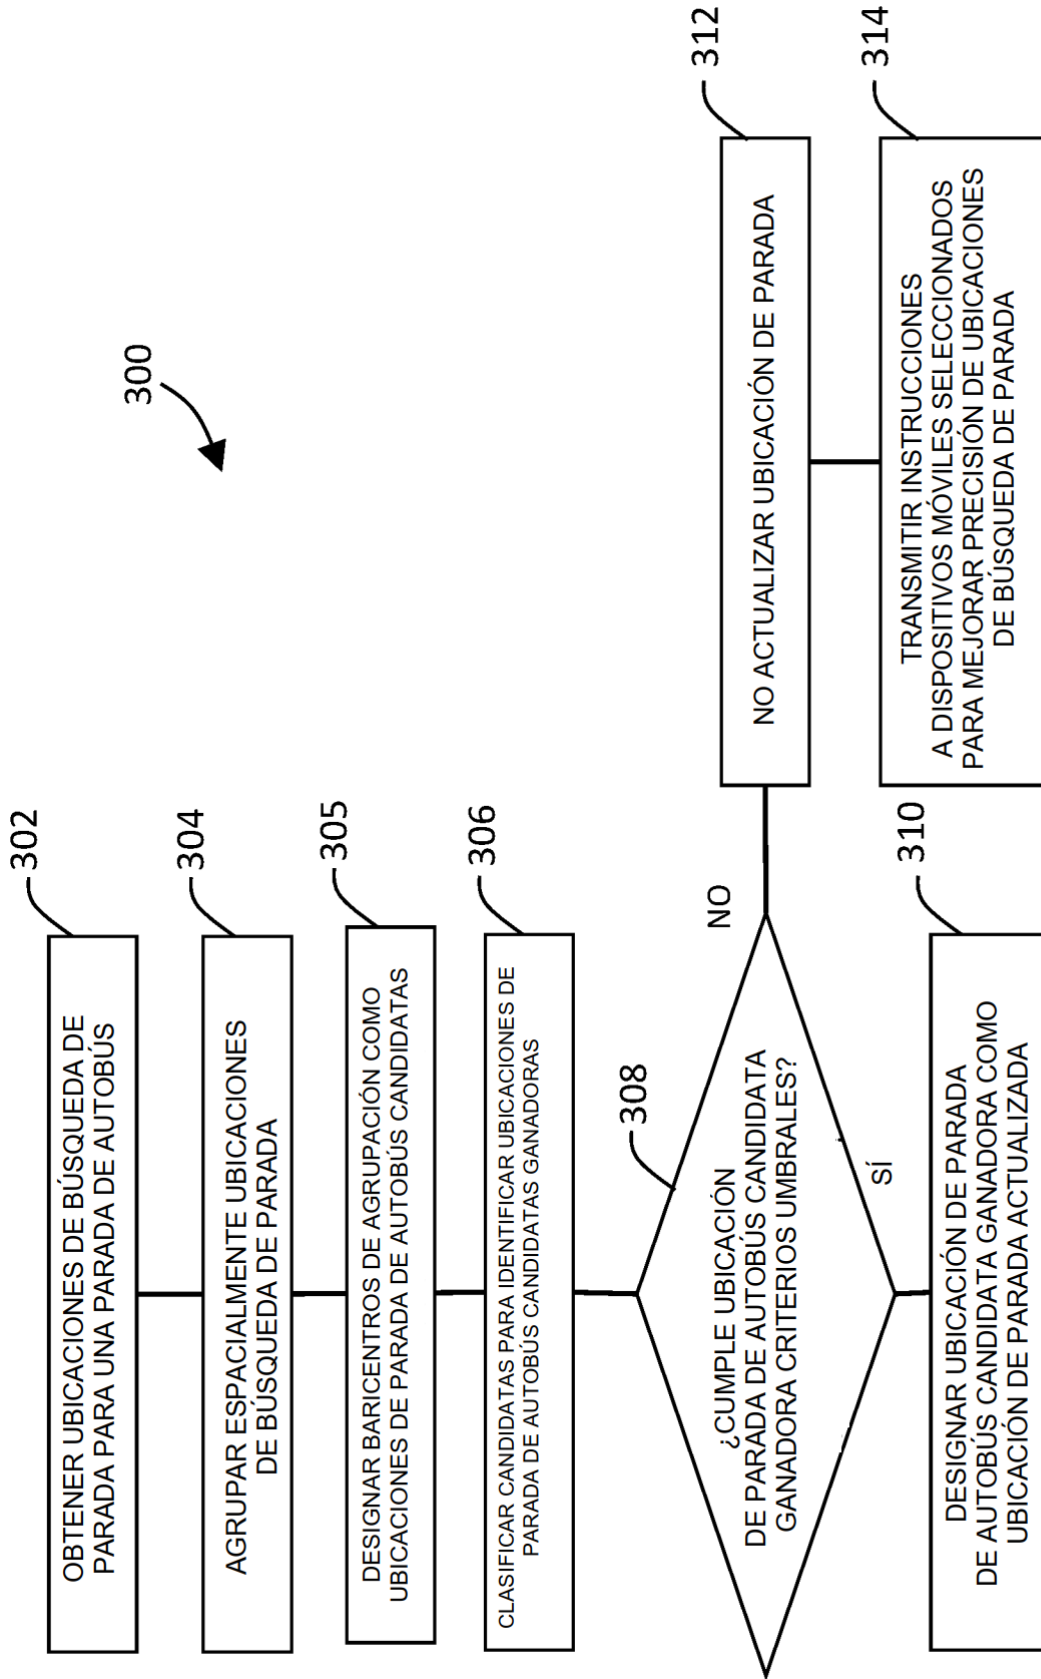 300
302
OBTENER UBICACIONES DE BÚSQUEDA DE
PARADA PARA UNA PARADA DE AUTOBÚS
304
AGRUPAR ESPACIALMENTE UBICACIONES
DE BÚSQUEDA DE PARADA
305
DESIGNAR BARICENTROS DE AGRUPACIÓN COMO
UBICACIONES DE PARADA DE AUTOBÚS CANDIDATAS
306
CLASIFICAR CANDIDATAS PARA IDENTIFICAR UBICACIONES DE
PARADA DE AUTOBÚS CANDIDATAS GANADORAS
308
¿CUMPLE UBICACIÓN
DE PARADA DE AUTOBÚS CANDIDATA
GANADORA CRITERIOS UMBRALES?
NO
312
NO ACTUALIZAR UBICACIÓN DE PARADA
314
TRANSMITIR INSTRUCCIONES
A DISPOSITIVOS MÓVILES SELECCIONADOS
PARA MEJORAR PRECISIÓN DE UBICACIONES
DE BÚSQUEDA DE PARADA
SÍ
310
DESIGNAR UBICACIÓN DE PARADA
DE AUTOBÚS CANDIDATA GANADORA COMO
UBICACIÓN DE PARADA ACTUALIZADA